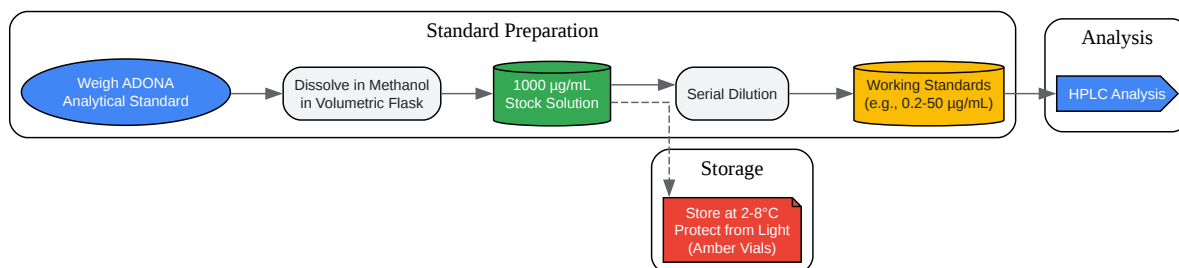 Standard Preparation
Weigh ADONA
Analytical Standard
Dissolve in Methanol
in Volumetric Flask
1000 µg/mL
Stock Solution
Serial Dilution
Working Standards
(e.g., 0.2-50 µg/mL)
Analysis
HPLC Analysis
Storage
Store at 2-8°C
Protect from Light
(Amber Vials)